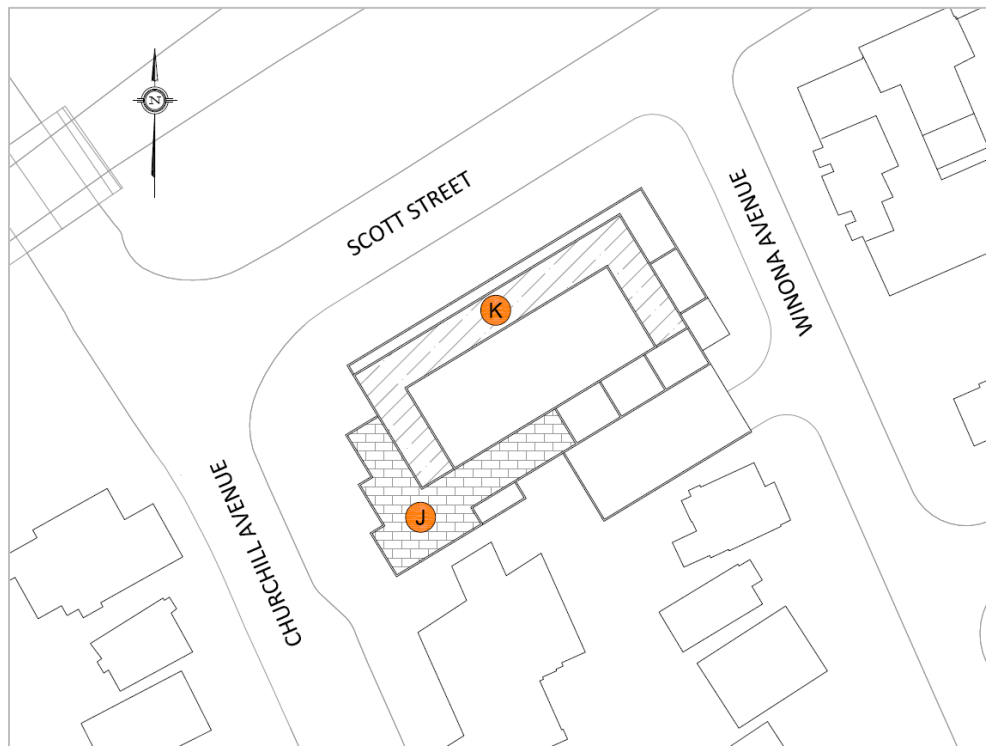 N
SCOTT STREET
WINONA AVENUE
K
CHURCHILL AVENUE
J